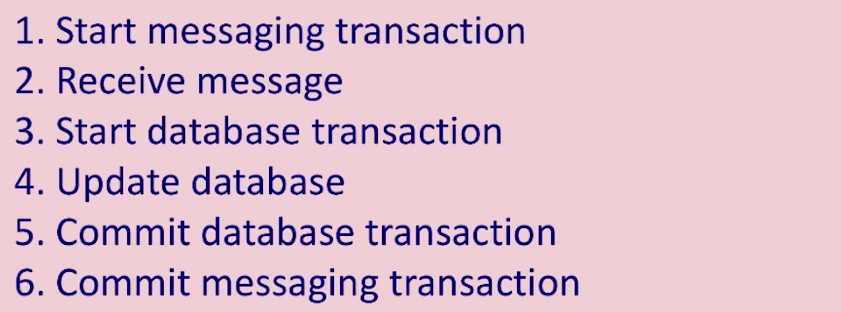 1. Start messaging transaction
2. Receive message
3. Start database transaction
4. Update database
5. Commit database transaction
6. Commit messaging transaction